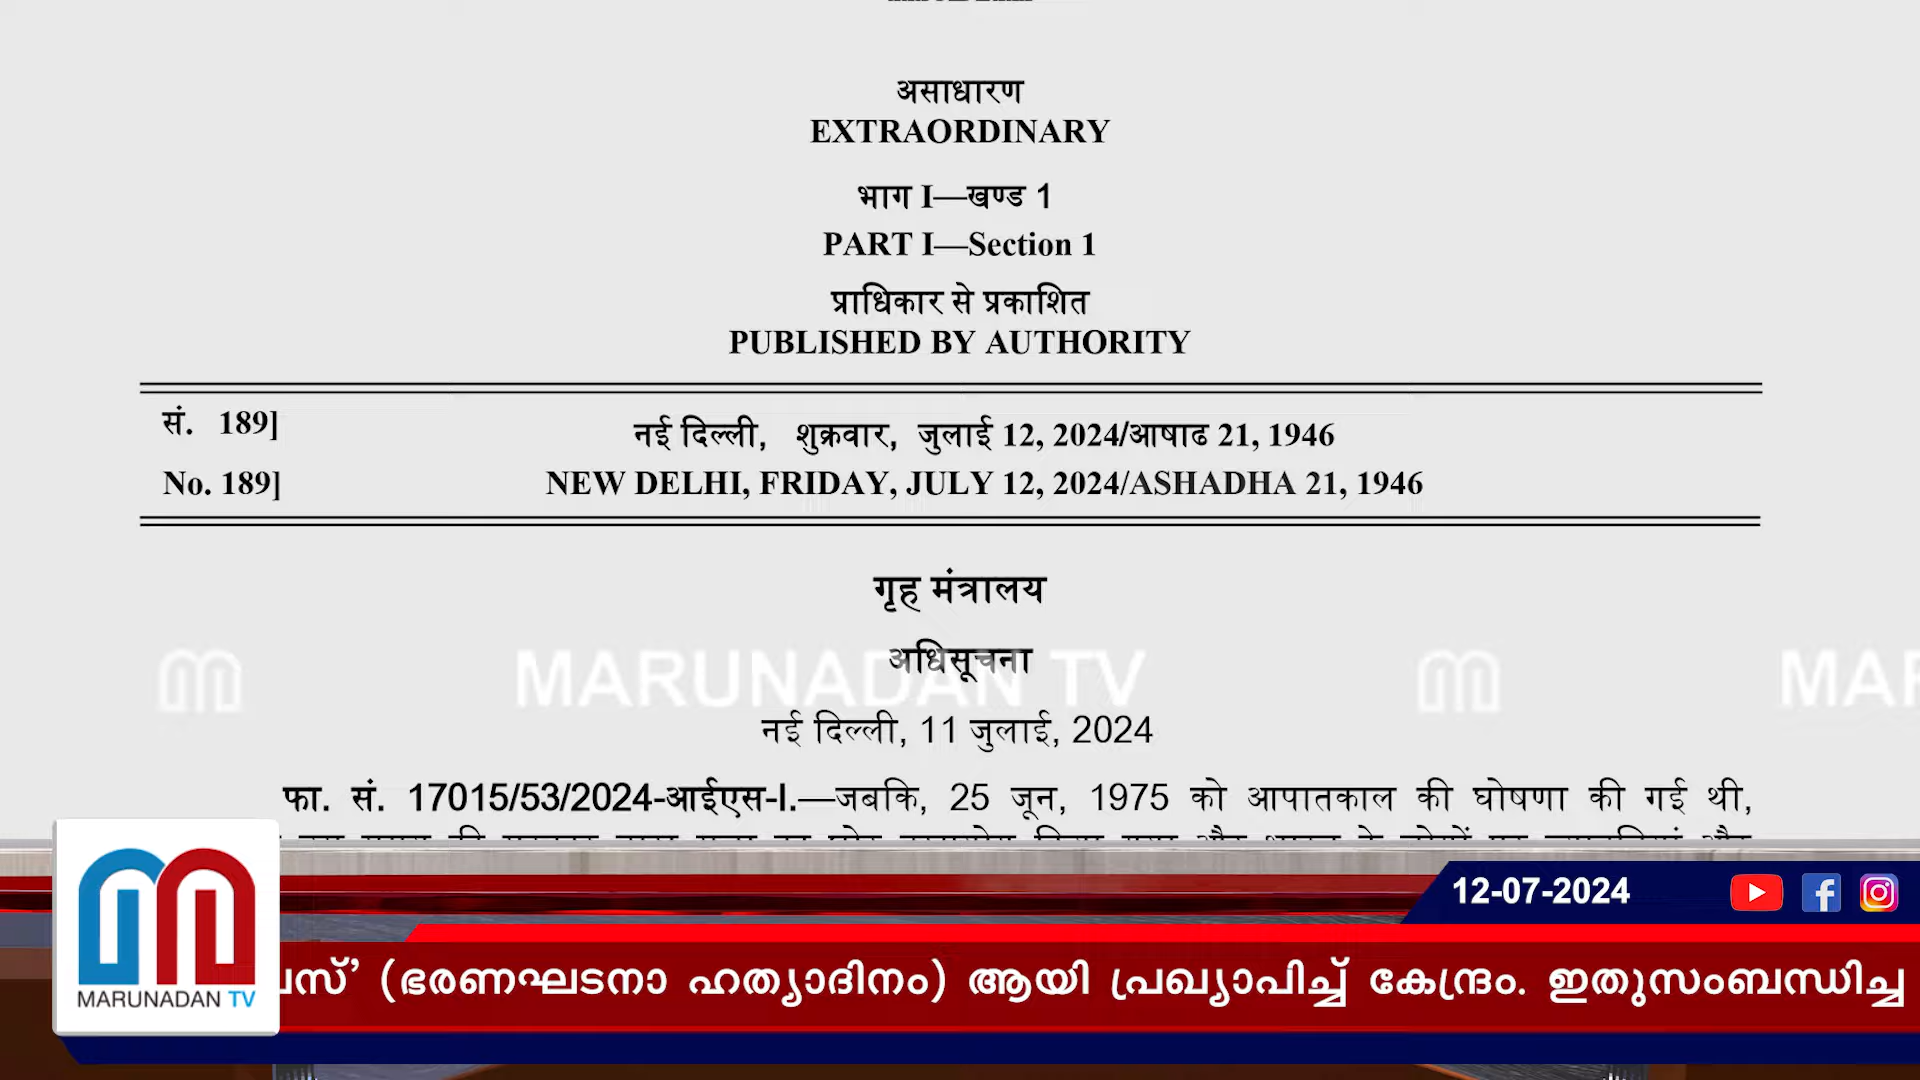 असाधारण
EXTRAORDINARY
भाग I—खण्ड 1
PART I—Section 1
प्राधिकार से प्रकाशित
PUBLISHED BY AUTHORITY
सं. 189]
नई दिल्ली, शुक्रवार, जुलाई 12, 2024/आषाढ 21, 1946
No. 189]
NEW DELHI, FRIDAY, JULY 12, 2024/ASHADHA 21, 1946
गृह मंत्रालय
अधिसूचना
MARUNADAN TV
नई दिल्ली, 11 जुलाई, 2024
फा. सं. 17015/53/2024-आईएस-I.—जबकि, 25 जून, 1975 को आपातकाल की घोषणा की गई थी,
12-07-2024
MARUNADAN TV
(ഭരണഘടനാ ഹത്യാദിനം) ആയി പ്രഖ്യാപിച്ച് കേന്ദ്രം. ഇതുസംബന്ധിച്ച